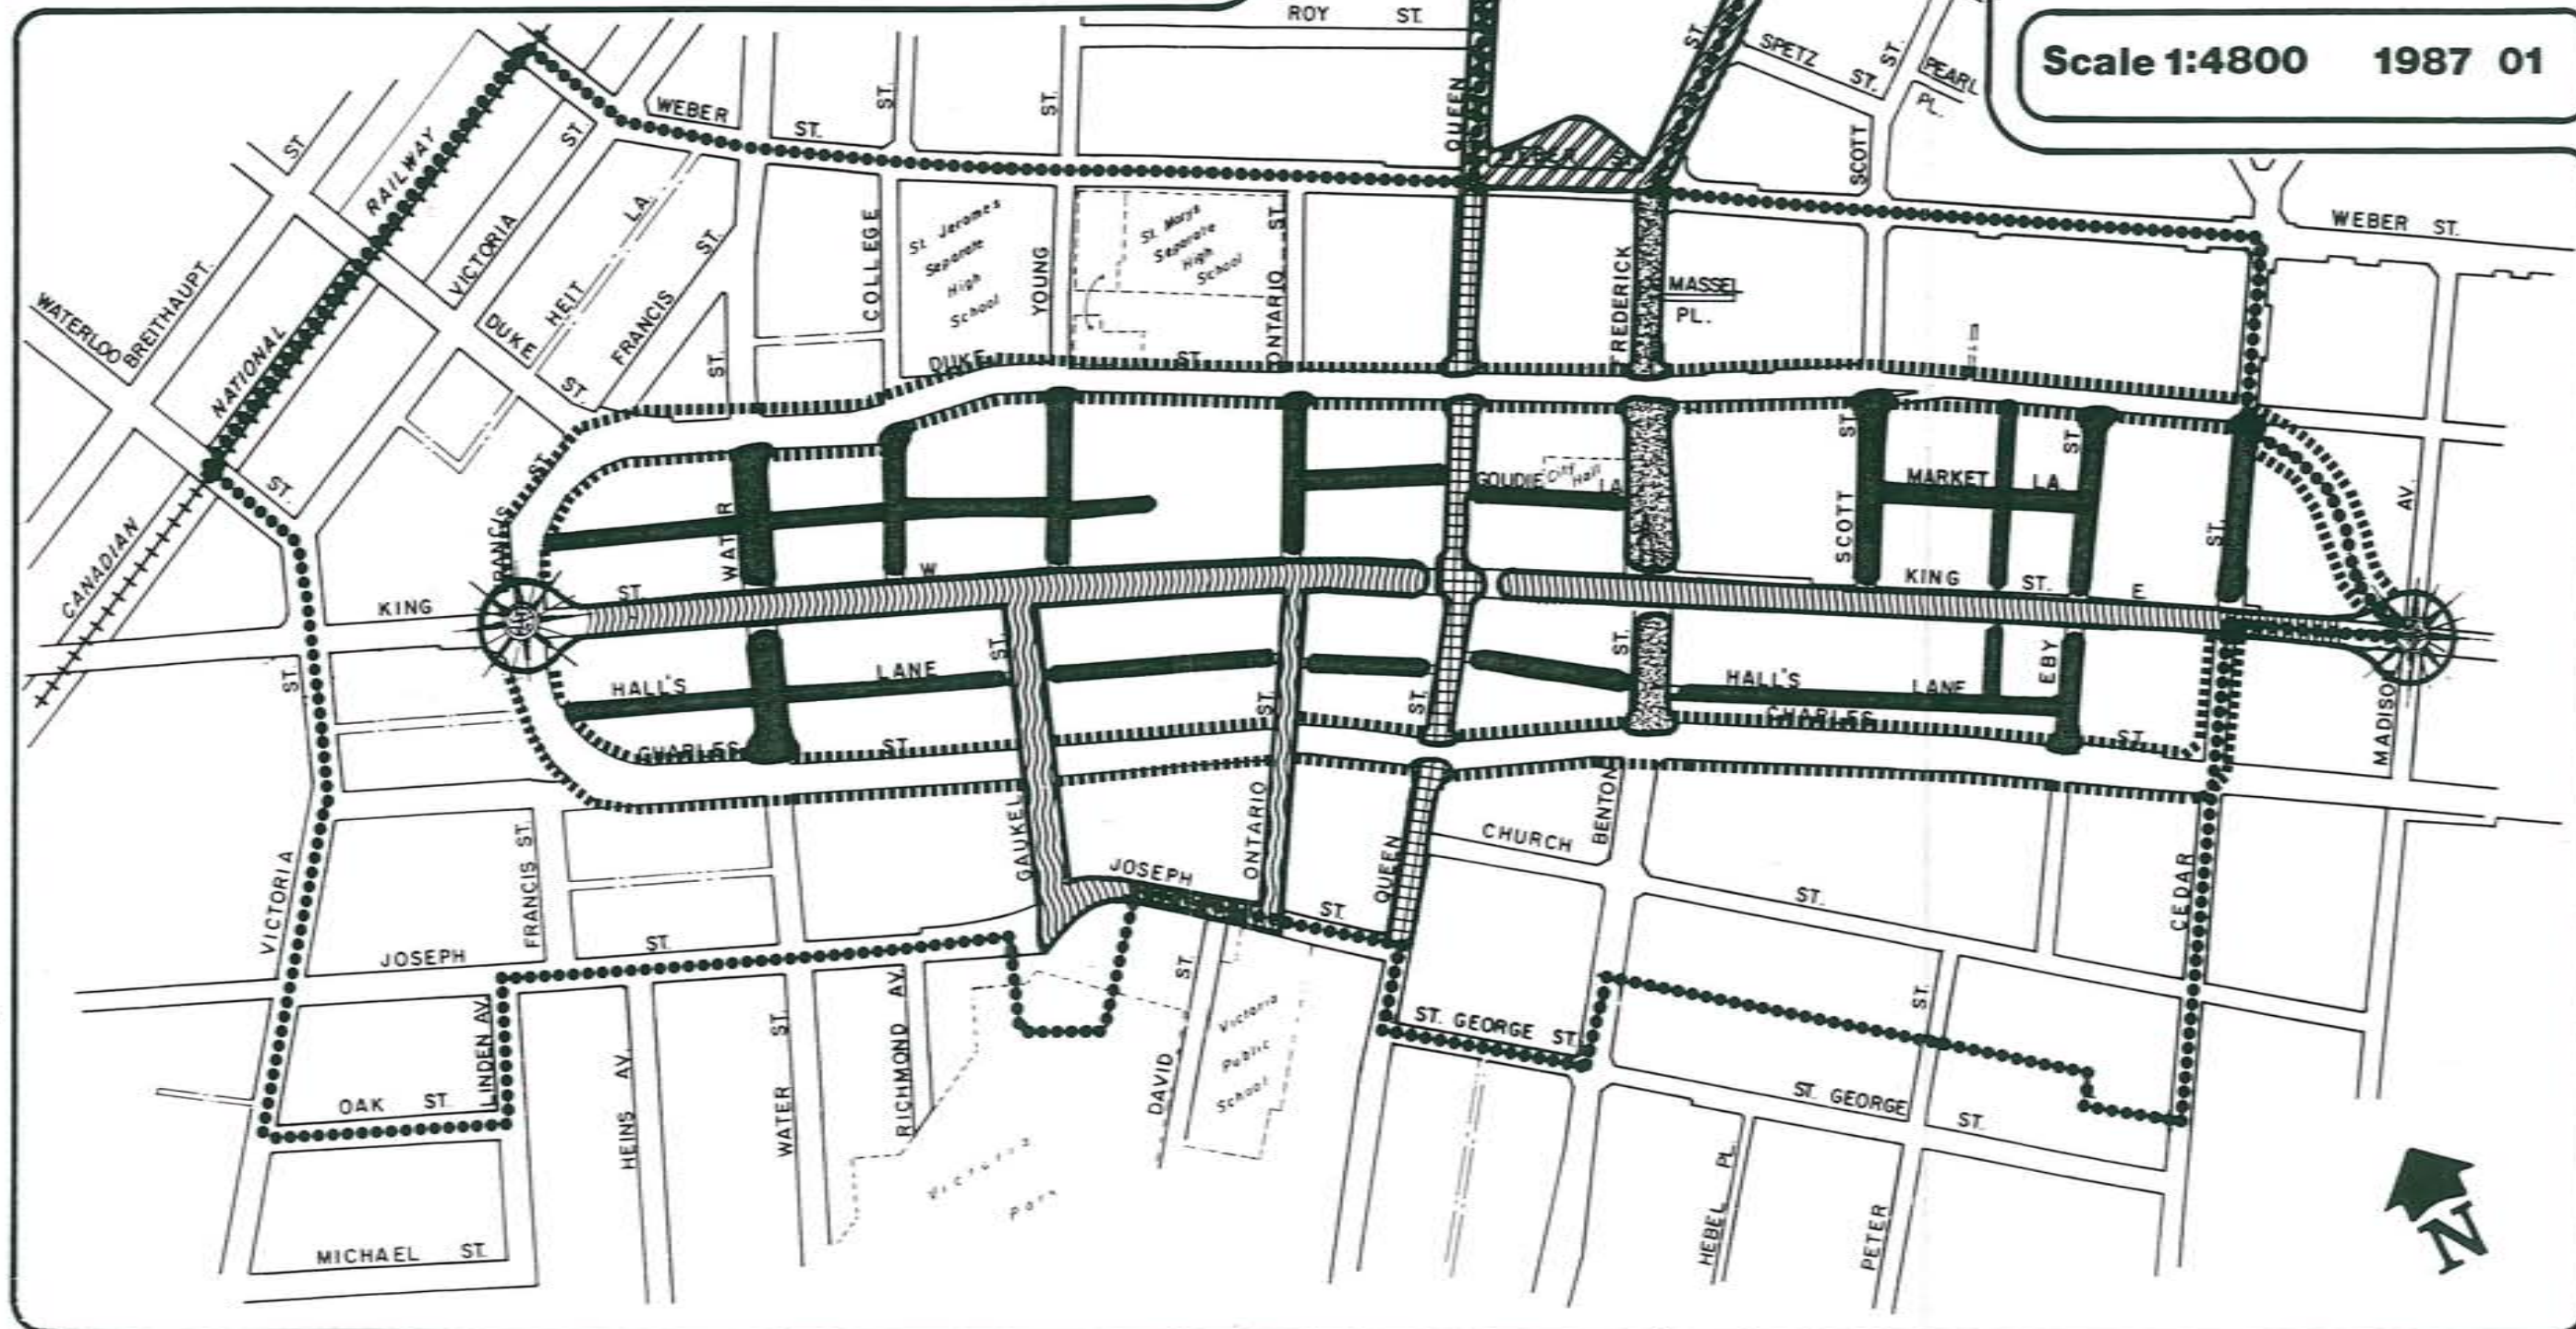 ROY ST.
Scale 1:4800 1987 01
SPETZ ST.
ST.
ST.
PEARL PL.
QUEEN
WEBER ST.
ST.
ST.
ST.
ST.
RAILWAY
VICTORIA ST.
HEIT LA.
FRANCIS ST.
COLLEGE
St. Jerome's
Separate
High
School
YOUNG
St. Mary's
Separate
High
School
ONTARIO ST.
FREDERICK
MASSEL
PL.
SCOTT
WEBER ST.
WATERLOO
BREITHAUPT.
NATIONAL
DUKE ST.
ST.
DUKE ST.
CANADIAN
ST.
FRANCIS ST.
WATER
GOUDIE LA.
City Hall
SCOTT ST.
MARKET LA.
ST.
ST.
AV.
KING ST. W
KING ST. E
ST.
HALL'S LANE
ST.
ST.
ST.
ST.
HALL'S LANE
EBY
MADISON
CHARLES ST.
CHARLES ST.
VICTORIA
FRANCIS ST.
GAUKEL
ONTARIO
QUEEN
BENTON
CHURCH ST.
CEDAR
JOSEPH ST.
JOSEPH ST.
LINDEN AV.
OAK ST.
HEINS AV.
WATER ST.
RICHMOND AV.
DAVID ST.
Victoria
Public
School
ST. GEORGE ST.
ST.
ST. GEORGE ST.
Victoria
Park
HEBEL PL.
PETER
MICHAEL ST.
N